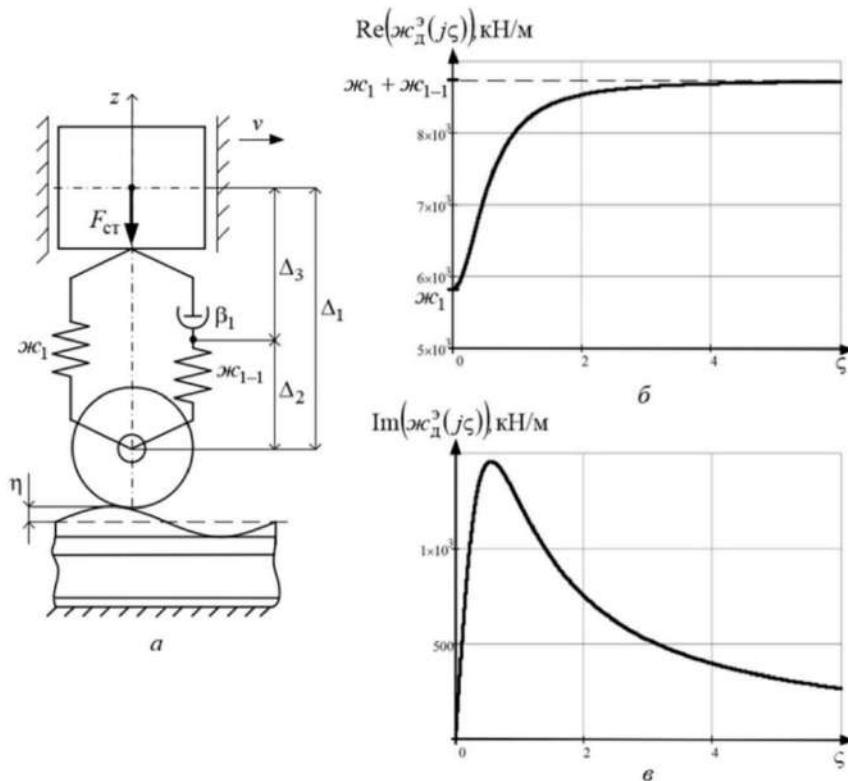 Re(ж_д^э(jς)), кН/м
ж₁ + ж₁₋₁
8×10³
7×10³
6×10³
ж₁
5×10³
0
2
4
ς
б
z
v
F_ст
Δ₃
Δ₁
β₁
ж₁
ж₁₋₁
Δ₂
η
а
Im(ж_д^э(jς)), кН/м
1×10³
500
0
2
4
ς
в